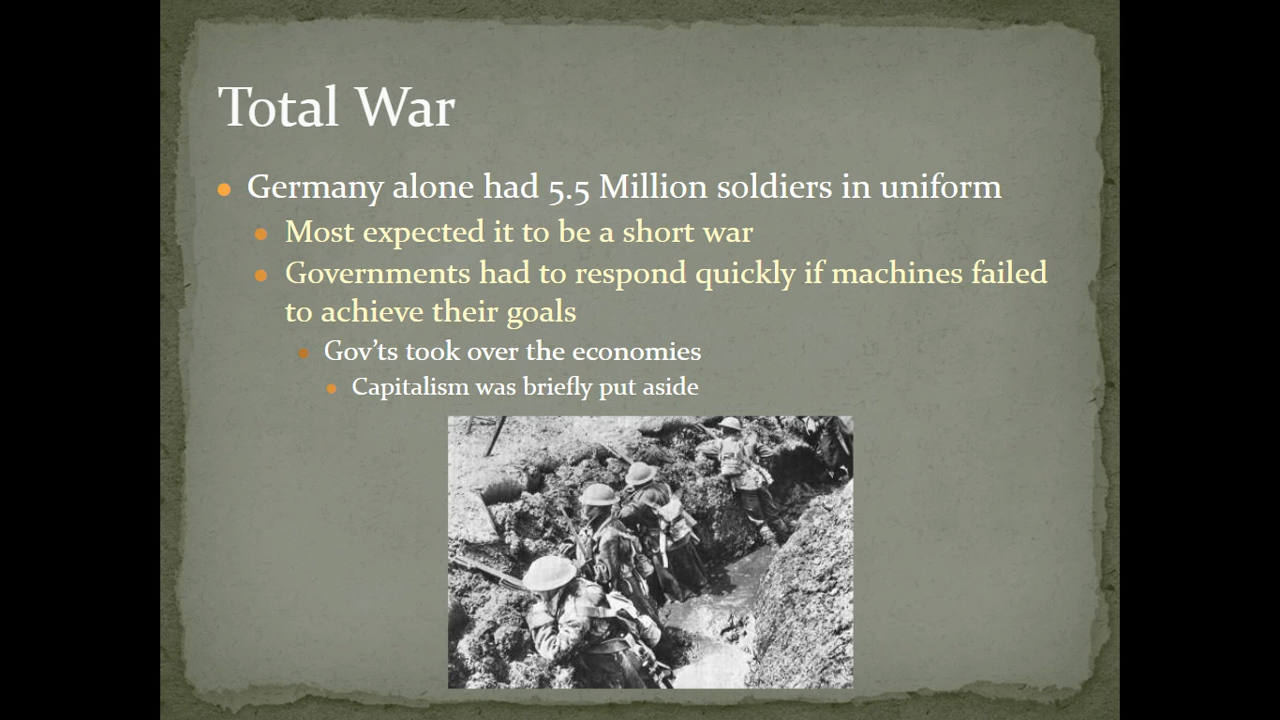 Total War
Germany alone had 5.5 Million soldiers in uniform
Most expected it to be a short war
Governments had to respond quickly if machines failed
to achieve their goals
Gov’ts took over the economies
Capitalism was briefly put aside